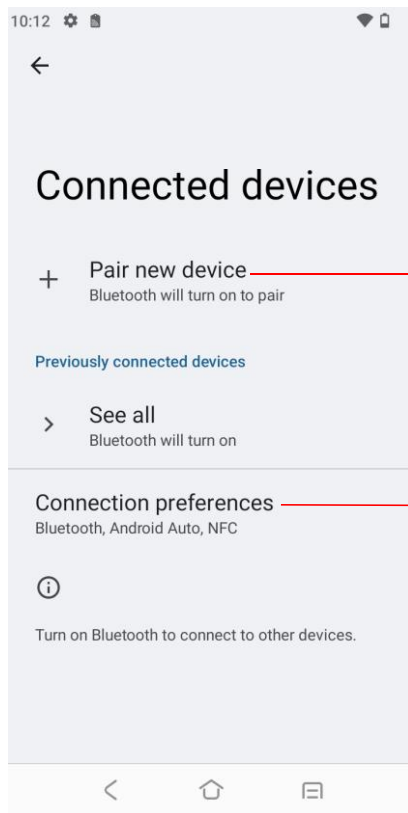 10:12
Connected devices
Pair new device
Bluetooth will turn on to pair
Previously connected devices
See all
Bluetooth will turn on
Connection preferences
Bluetooth, Android Auto, NFC
Turn on Bluetooth to connect to other devices.